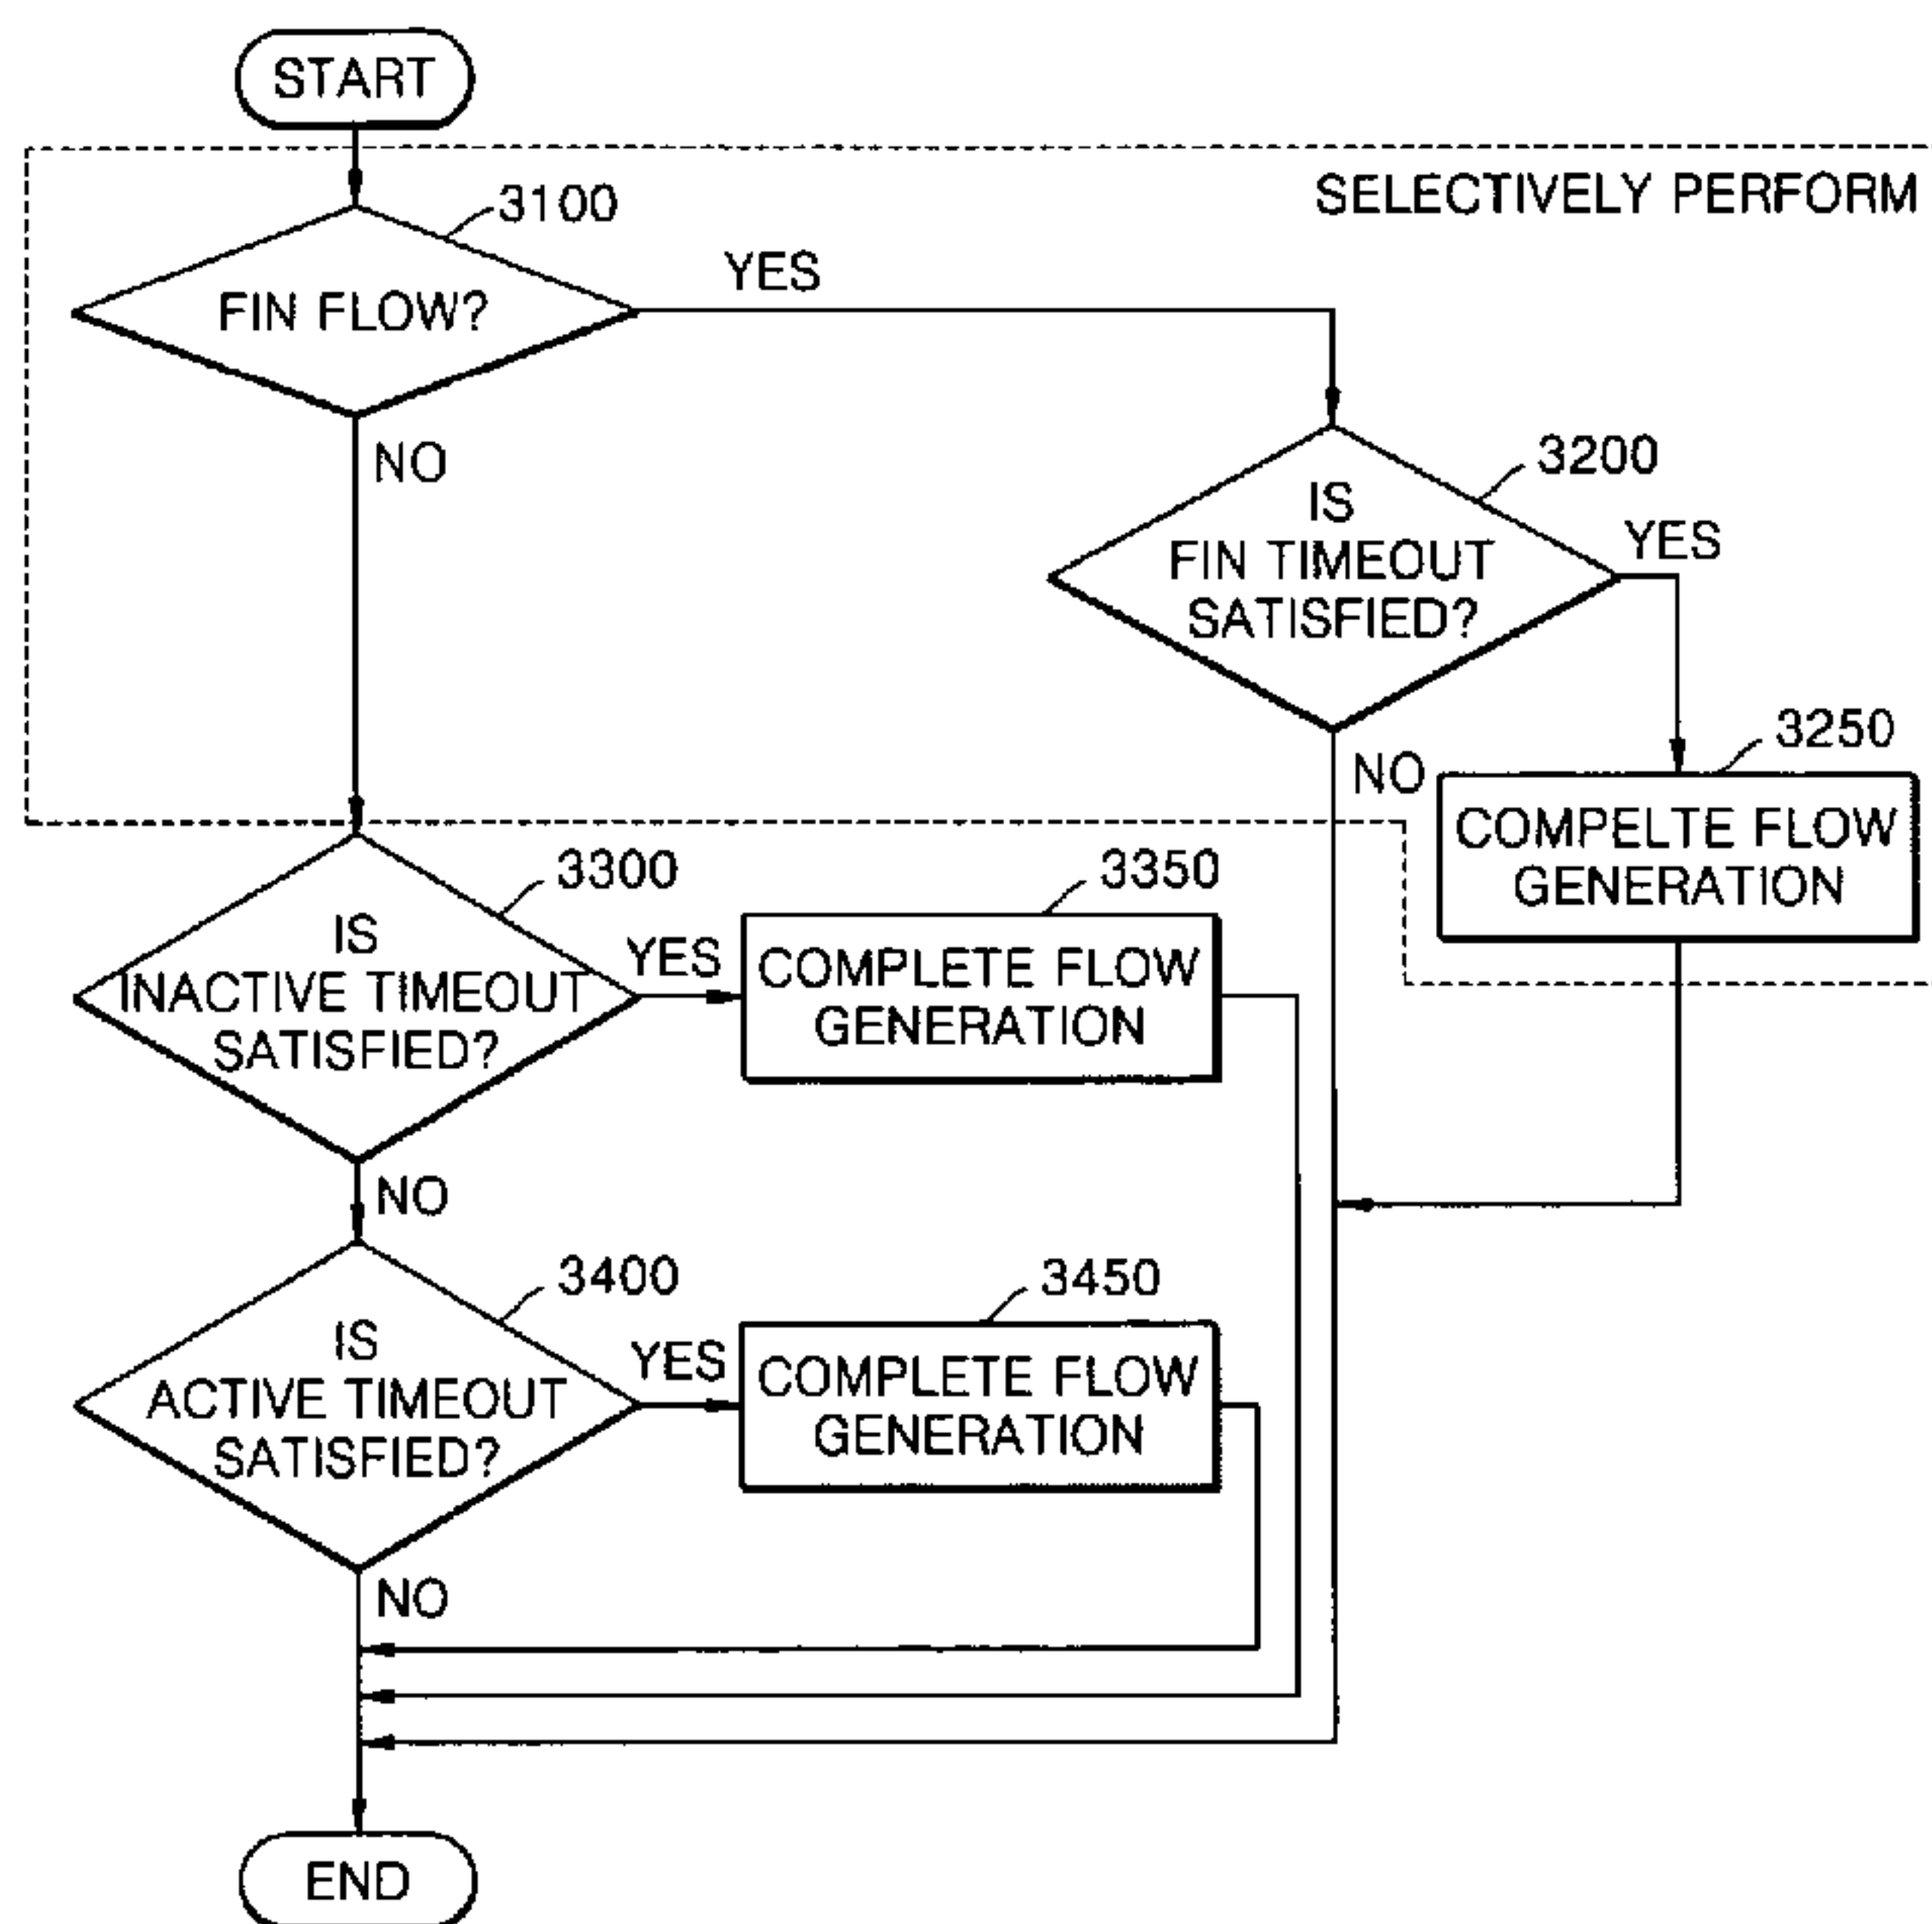 START
SELECTIVELY PERFORM
3100
FIN FLOW?
YES
NO
3200
IS
FIN TIMEOUT
SATISFIED?
YES
NO
3250
COMPELTE FLOW
GENERATION
3300
IS
INACTIVE TIMEOUT
SATISFIED?
YES
3350
COMPLETE FLOW
GENERATION
NO
3400
IS
ACTIVE TIMEOUT
SATISFIED?
YES
3450
COMPLETE FLOW
GENERATION
NO
END